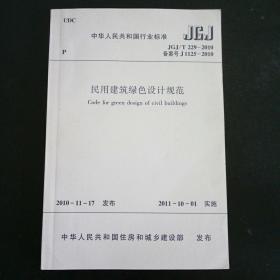 UDC
中华人民共和国行业标准 JGJ
P
JGJ/T 229-2010
备案号 J 1125-2010
民用建筑绿色设计规范
Code for green design of civil buildings
2010-11-17 发布 2011-10-01 实施
中华人民共和国住房和城乡建设部 发布